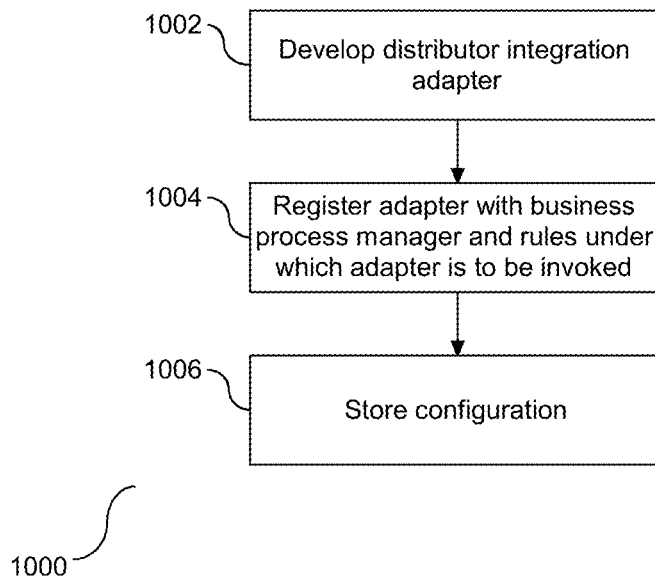 1002
Develop distributor integration
adapter
1004
Register adapter with business
process manager and rules under
which adapter is to be invoked
1006
Store configuration
1000